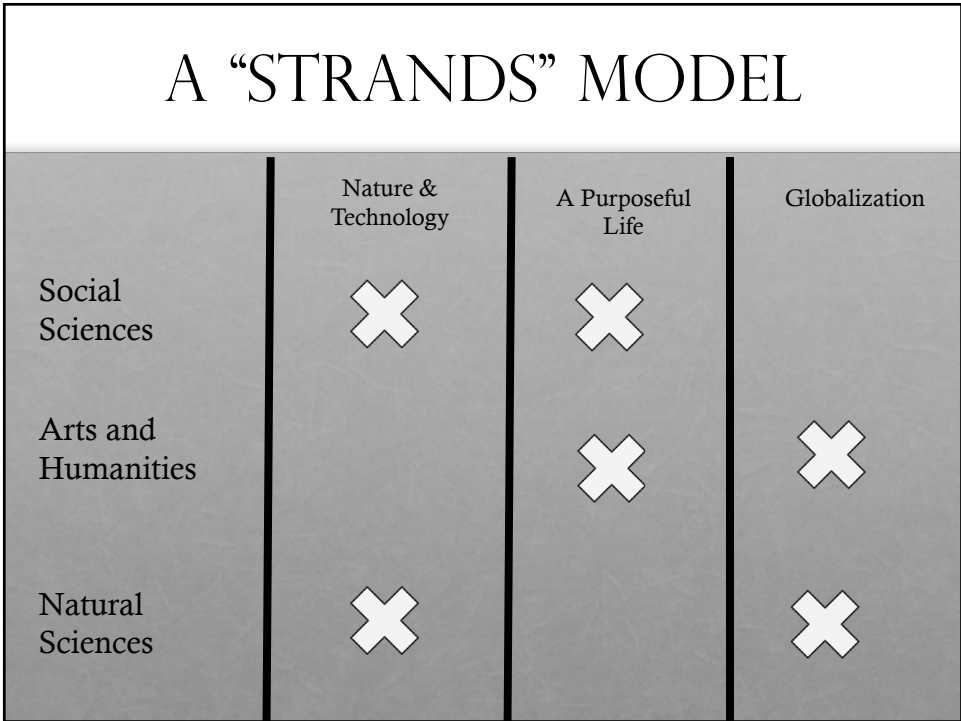 A “STRANDS” MODEL
Nature &
Technology
A Purposeful
Life
Globalization
Social
Sciences
Arts and
Humanities
Natural
Sciences